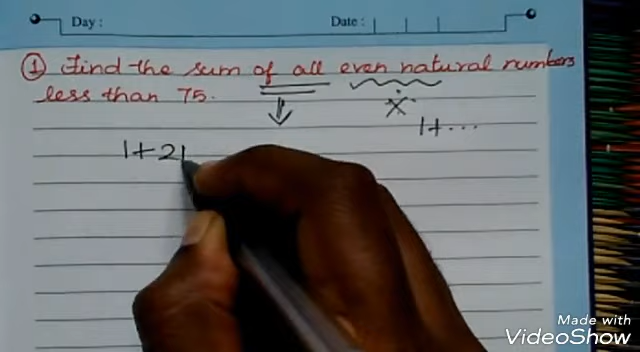 Day :
Date :
① Find the sum of all even natural numbers
less than 75.
1+ ...
1+ 2
Made with
VideoShow